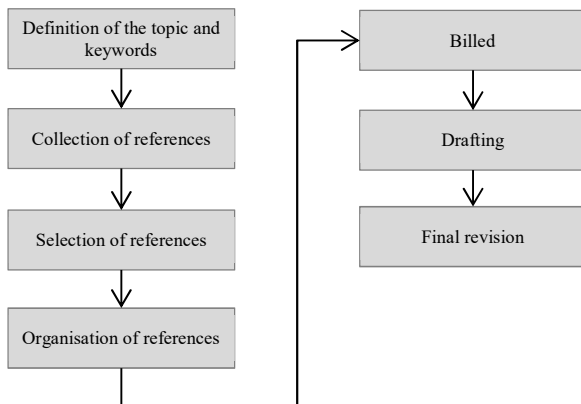 Definition of the topic and
keywords
Collection of references
Selection of references
Organisation of references
Billed
Drafting
Final revision